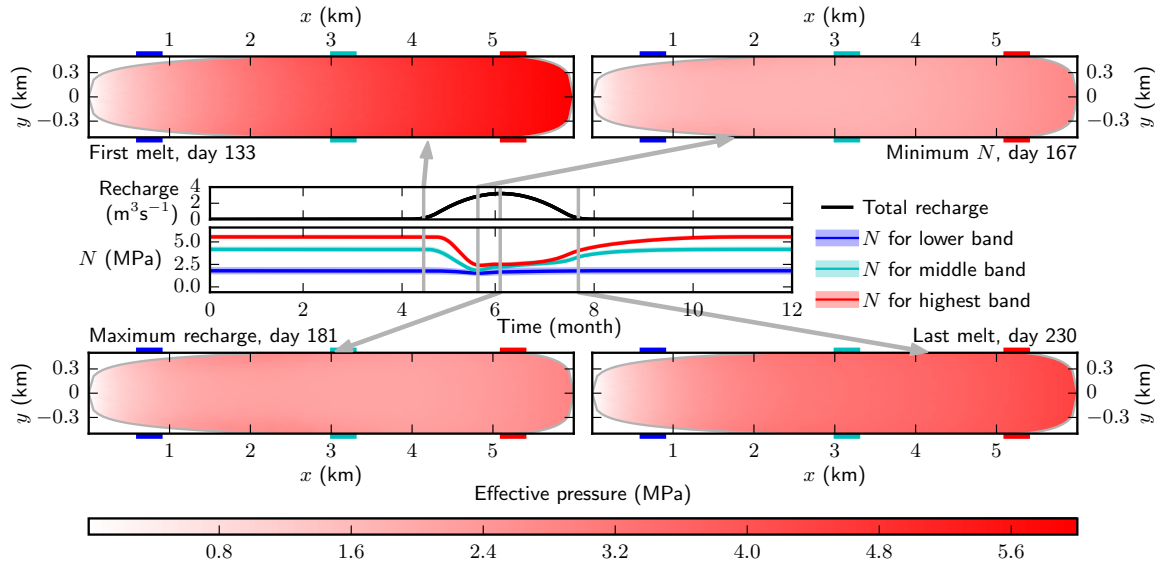 x (km)
x (km)
1 2 3 4 5
1 2 3 4 5
y (km)
0.3
0
−0.3
0.3
0
−0.3
y (km)
First melt, day 133
Minimum N, day 167
Recharge
(m³s⁻¹)
4
2
0
Total recharge
N (MPa)
5.0
2.5
0.0
N for lower band
N for middle band
N for highest band
0 2 4 6 8 10 12
Time (month)
Maximum recharge, day 181
Last melt, day 230
y (km)
0.3
0
−0.3
0.3
0
−0.3
y (km)
1 2 3 4 5
1 2 3 4 5
x (km)
x (km)
Effective pressure (MPa)
0.8 1.6 2.4 3.2 4.0 4.8 5.6